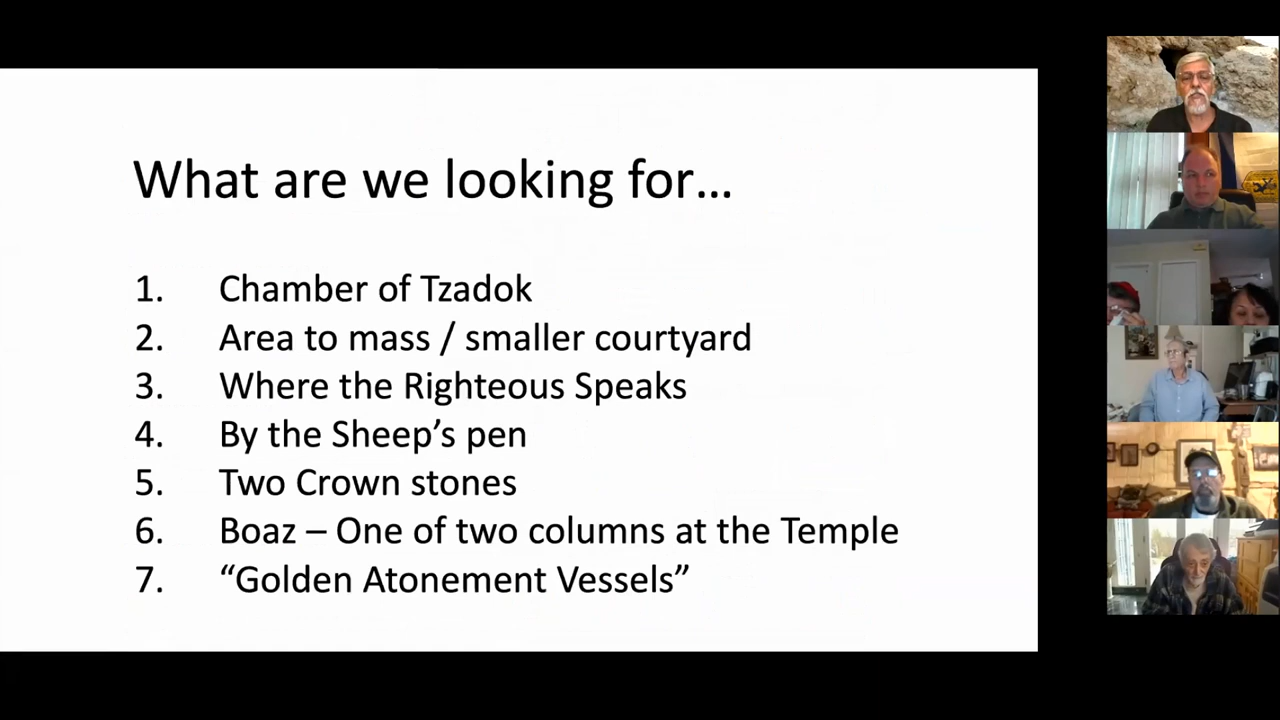 What are we looking for...
1. Chamber of Tzadok
2. Area to mass / smaller courtyard
3. Where the Righteous Speaks
4. By the Sheep’s pen
5. Two Crown stones
6. Boaz – One of two columns at the Temple
7. “Golden Atonement Vessels”